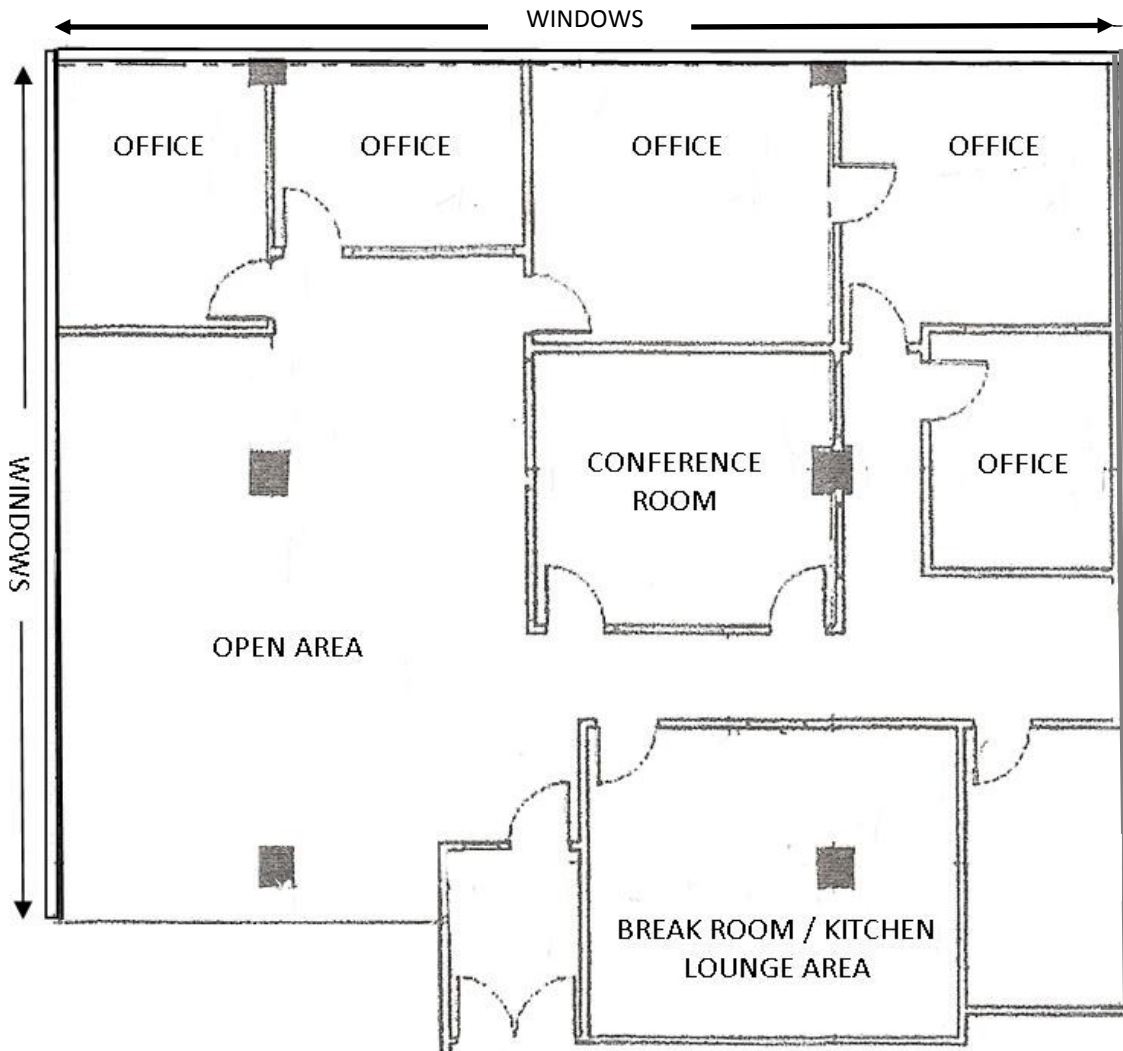 WINDOWS
OFFICE
OFFICE
OFFICE
OFFICE
WINDOWS
CONFERENCE
ROOM
OFFICE
OPEN AREA
BREAK ROOM / KITCHEN
LOUNGE AREA